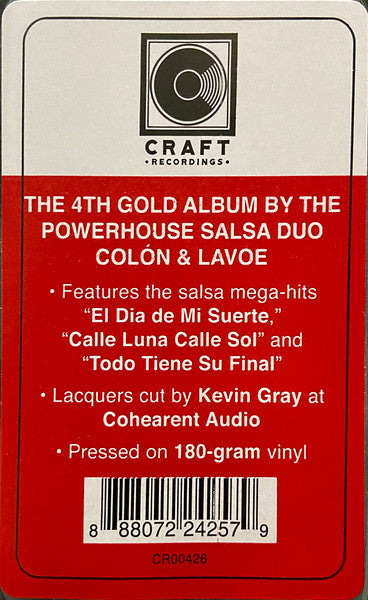 CRAFT
•RECORDINGS•
THE 4TH GOLD ALBUM BY THE
POWERHOUSE SALSA DUO
COLÓN & LAVOE
• Features the salsa mega-hits
“El Dia de Mi Suerte,”
“Calle Luna Calle Sol” and
“Todo Tiene Su Final”
• Lacquers cut by Kevin Gray at
Cohearent Audio
• Pressed on 180-gram vinyl
8 88072 24257 9
CR00426